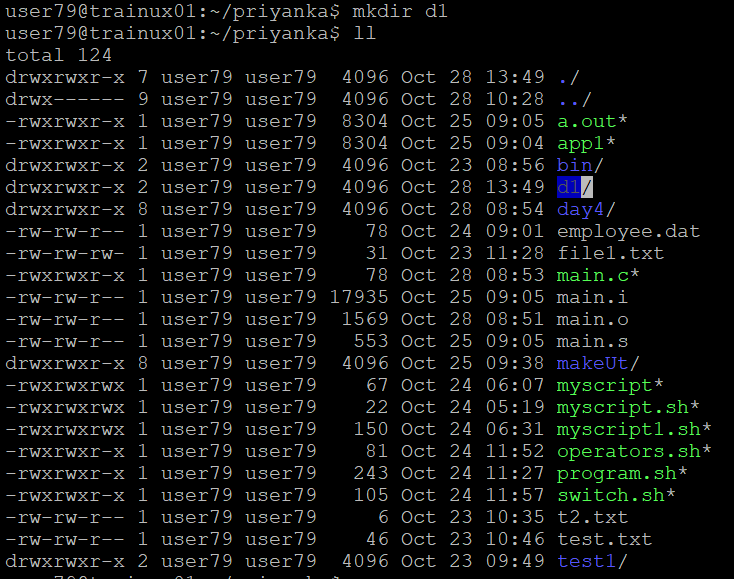 user79@trainux01:~/priyanka$ mkdir d1
user79@trainux01:~/priyanka$ ll
total 124
drwxrwxr-x 7 user79 user79  4096 Oct 28 13:49 ./
drwx------ 9 user79 user79  4096 Oct 28 10:28 ../
-rwxrwxr-x 1 user79 user79  8304 Oct 25 09:05 a.out*
-rwxrwxr-x 1 user79 user79  8304 Oct 25 09:04 app1*
drwxrwxr-x 2 user79 user79  4096 Oct 23 08:56 bin/
drwxrwxr-x 2 user79 user79  4096 Oct 28 13:49 d1/
drwxrwxr-x 8 user79 user79  4096 Oct 28 08:54 day4/
-rw-rw-r-- 1 user79 user79    78 Oct 24 09:01 employee.dat
-rw-rw-rw- 1 user79 user79    31 Oct 23 11:28 file1.txt
-rwxrwxr-x 1 user79 user79    78 Oct 28 08:53 main.c*
-rw-rw-r-- 1 user79 user79 17935 Oct 25 09:05 main.i
-rw-rw-r-- 1 user79 user79  1569 Oct 28 08:51 main.o
-rw-rw-r-- 1 user79 user79   553 Oct 25 09:05 main.s
drwxrwxr-x 8 user79 user79  4096 Oct 25 09:38 makeUt/
-rwxrwxrwx 1 user79 user79    67 Oct 24 06:07 myscript*
-rwxrwxrwx 1 user79 user79    22 Oct 24 05:19 myscript.sh*
-rwxrwxrwx 1 user79 user79   150 Oct 24 06:31 myscript1.sh*
-rwxrwxr-x 1 user79 user79    81 Oct 24 11:52 operators.sh*
-rwxrwxr-x 1 user79 user79   243 Oct 24 11:27 program.sh*
-rwxrwxr-x 1 user79 user79   105 Oct 24 11:57 switch.sh*
-rw-rw-r-- 1 user79 user79     6 Oct 23 10:35 t2.txt
-rw-rw-r-- 1 user79 user79    46 Oct 23 10:46 test.txt
drwxrwxr-x 2 user79 user79  4096 Oct 23 09:49 test1/
user79@trainux01:~/priyanka$